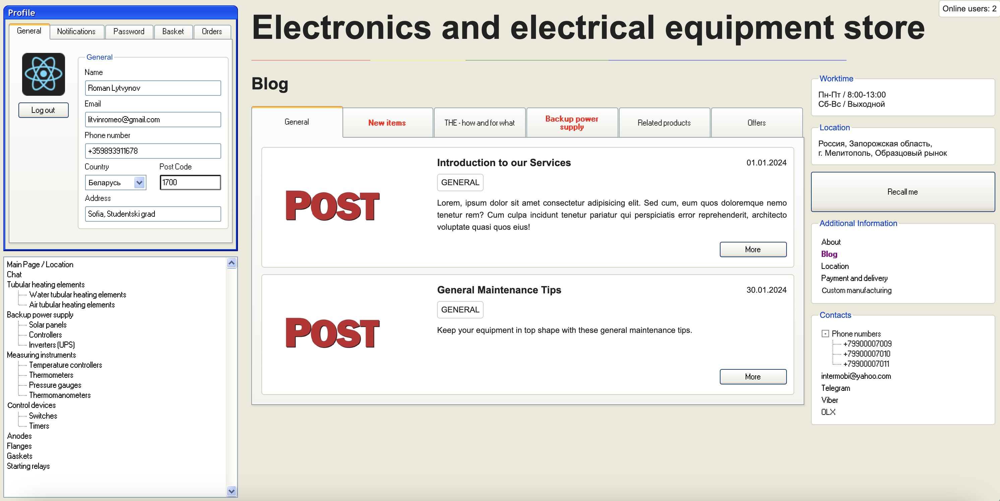 Profile
General
Notifications
Password
Basket
Orders
Log out
General
Name
Roman Lytvynov
Email
litvinromeo@gmail.com
Phone number
+359893911678
Country
Post Code
Беларусь
1700
Address
Sofia, Studentski grad
Main Page / Location
Chat
Tubular heating elements
Water tubular heating elements
Air tubular heating elements
Backup power supply
Solar panels
Controllers
Inverters (UPS)
Measuring instruments
Temperature controllers
Thermometers
Pressure gauges
Thermomanometers
Control devices
Switches
Timers
Anodes
Flanges
Gaskets
Starting relays
Electronics and electrical equipment store
Online users: 2
Blog
General
New items
THE - how and for what
Backup power
supply
Related products
Offers
POST
Introduction to our Services
01.01.2024
GENERAL
Lorem, ipsum dolor sit amet consectetur adipisicing elit. Sed cum, eum quos doloremque nemo
tenetur rem? Cum culpa incidunt tenetur pariatur qui perspiciatis error reprehenderit, architecto
voluptate quasi quos eius!
More
POST
General Maintenance Tips
30.01.2024
GENERAL
Keep your equipment in top shape with these general maintenance tips.
More
Worktime
Пн-Пт / 8:00-13:00
Сб-Вс / Выходной
Location
Россия, Запорожская область,
г. Мелитополь, Образцовый рынок
Recall me
Additional Information
About
Blog
Location
Payment and delivery
Custom manufacturing
Contacts
Phone numbers
+79900007009
+79900007010
+79900007011
intermobi@yahoo.com
Telegram
Viber
OLX